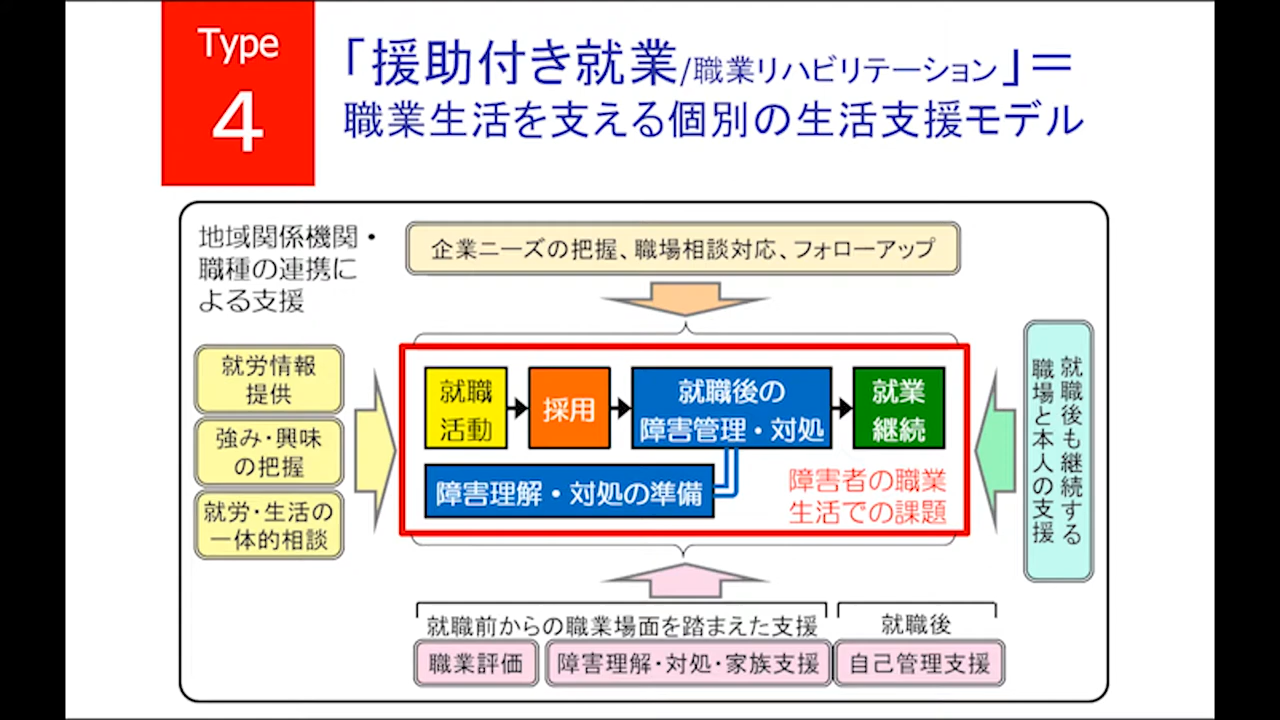 Type
4
「援助付き就業/職業リハビリテーション」＝
職業生活を支える個別の生活支援モデル
地域関係機関・
職種の連携に
よる支援
企業ニーズの把握、職場相談対応、フォローアップ
就労情報
提供
強み・興味
の把握
就労・生活の
一体的相談
就職
活動
採用
就職後の
障害管理・対処
就業
継続
障害理解・対処の準備
障害者の職業
生活での課題
就職後も継続する
職場と本人の支援
就職前からの職業場面を踏まえた支援
就職後
職業評価
障害理解・対処・家族支援
自己管理支援